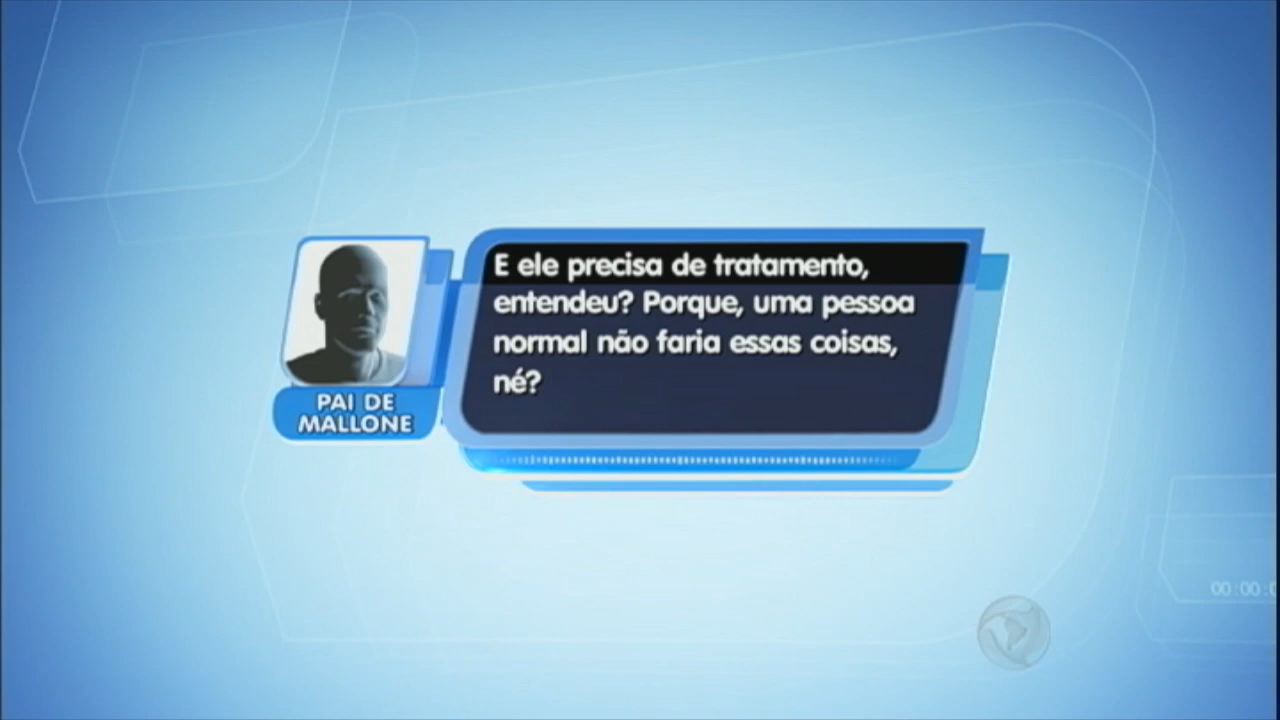 E ele precisa de tratamento,
entendeu? Porque, uma pessoa
normal não faria essas coisas,
né?
PAI DE
MALLONE
00:00:0